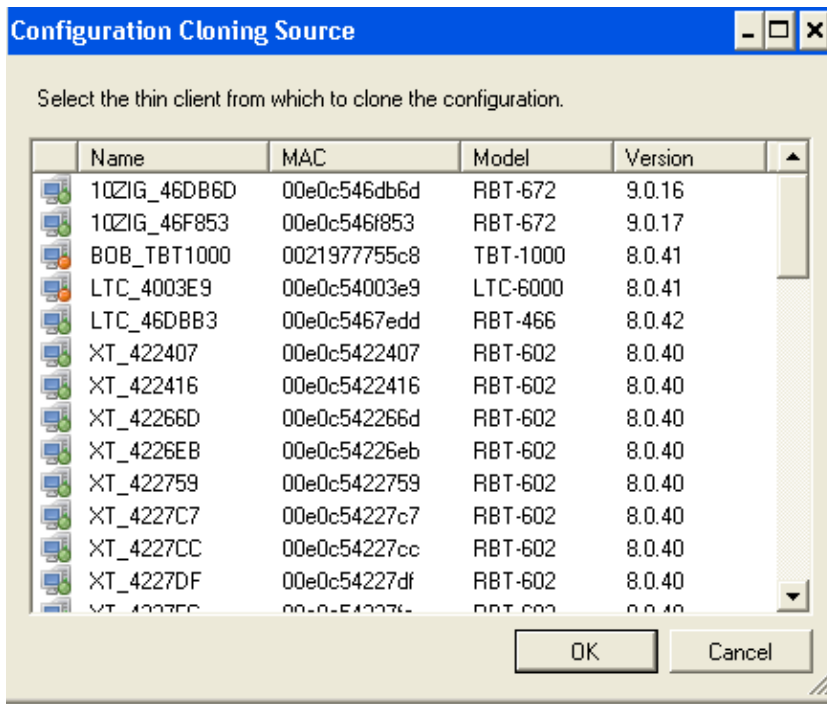 Configuration Cloning Source
Select the thin client from which to clone the configuration.
Name MAC Model Version
10ZIG_46DB6D 00e0c546db6d RBT-672 9.0.16
10ZIG_46F853 00e0c546f853 RBT-672 9.0.17
BOB_TBT1000 0021977755c8 TBT-1000 8.0.41
LTC_4003E9 00e0c54003e9 LTC-6000 8.0.41
LTC_46DBB3 00e0c5467edd RBT-466 8.0.42
XT_422407 00e0c5422407 RBT-602 8.0.40
XT_422416 00e0c5422416 RBT-602 8.0.40
XT_42266D 00e0c542266d RBT-602 8.0.40
XT_4226EB 00e0c54226eb RBT-602 8.0.40
XT_422759 00e0c5422759 RBT-602 8.0.40
XT_4227C7 00e0c54227c7 RBT-602 8.0.40
XT_4227CC 00e0c54227cc RBT-602 8.0.40
XT_4227DF 00e0c54227df RBT-602 8.0.40
OK Cancel